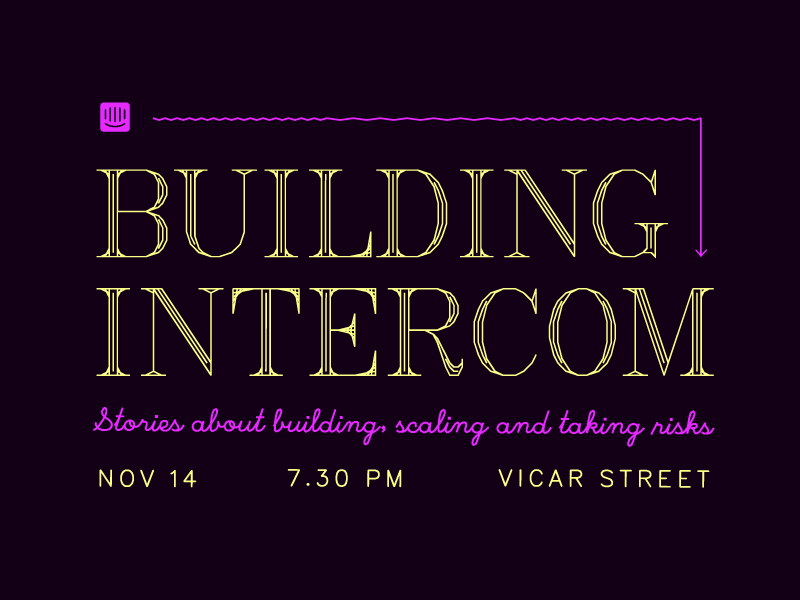 BUILDING
INTERCOM
Stories about building, scaling and taking risks
NOV 14 7.30 PM VICAR STREET